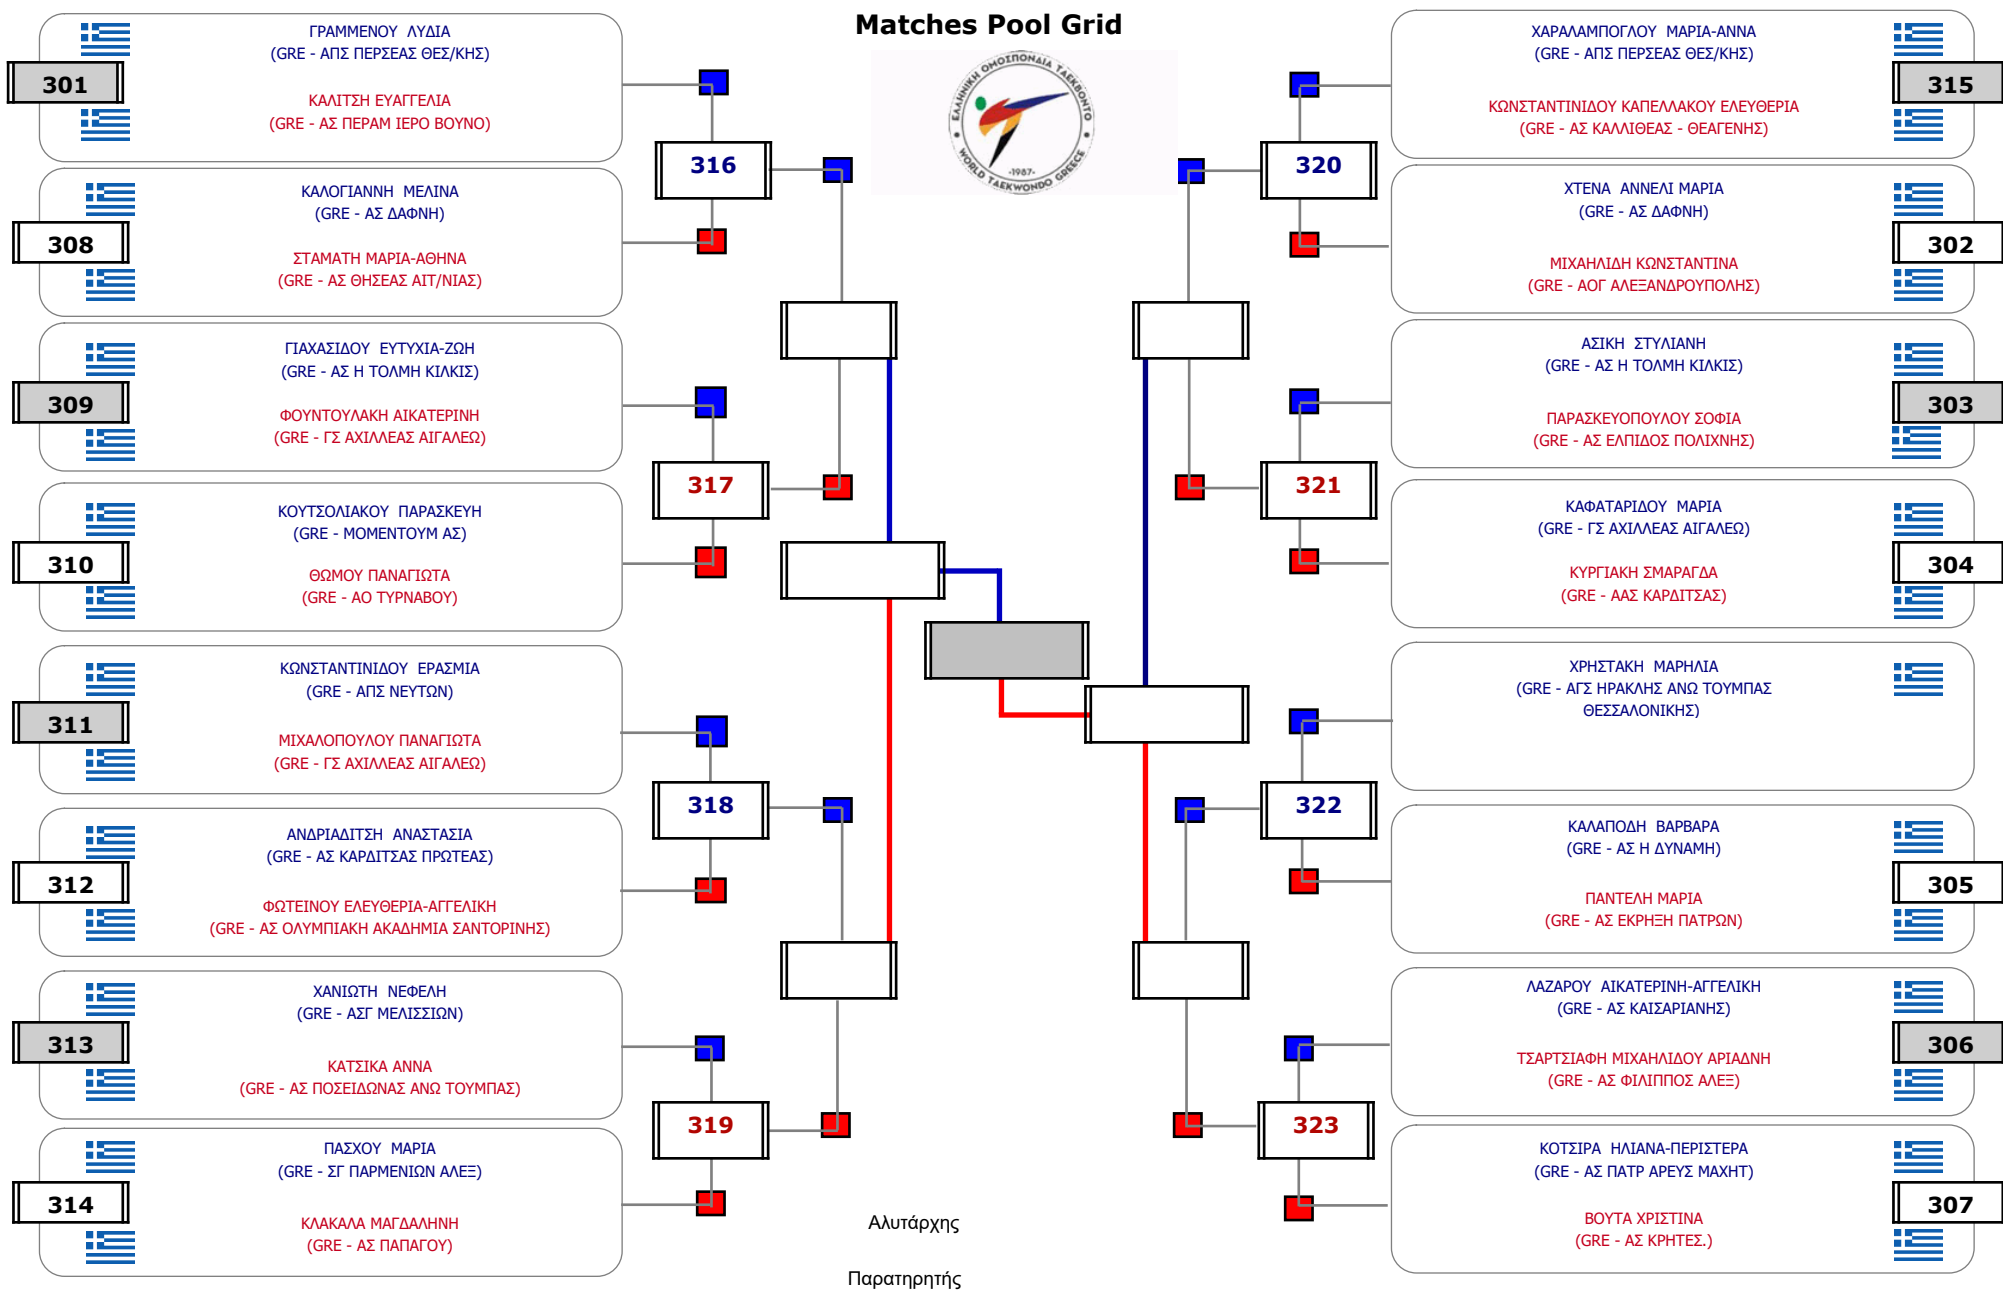 Matches Pool Grid
ΕΛΛΗΝΙΚΗ ΟΜΟΣΠΟΝΔΙΑ ΤΑΕΚΒΟΝΤΟ
WORLD TAEKWONDO GREECE
-1987-
301
ΓΡΑΜΜΕΝΟΥ ΛΥΔΙΑ
(GRE - ΑΠΣ ΠΕΡΣΕΑΣ ΘΕΣ/ΚΗΣ)
ΚΑΛΙΤΣΗ ΕΥΑΓΓΕΛΙΑ
(GRE - ΑΣ ΠΕΡΑΜ ΙΕΡΟ ΒΟΥΝΟ)
308
ΚΑΛΟΓΙΑΝΝΗ ΜΕΛΙΝΑ
(GRE - ΑΣ ΔΑΦΝΗ)
ΣΤΑΜΑΤΗ ΜΑΡΙΑ-ΑΘΗΝΑ
(GRE - ΑΣ ΘΗΣΕΑΣ ΑΙΤ/ΝΙΑΣ)
309
ΓΙΑΧΑΣΙΔΟΥ ΕΥΤΥΧΙΑ-ΖΩΗ
(GRE - ΑΣ Η ΤΟΛΜΗ ΚΙΛΚΙΣ)
ΦΟΥΝΤΟΥΛΑΚΗ ΑΙΚΑΤΕΡΙΝΗ
(GRE - ΓΣ ΑΧΙΛΛΕΑΣ ΑΙΓΑΛΕΩ)
310
ΚΟΥΤΣΟΛΙΑΚΟΥ ΠΑΡΑΣΚΕΥΗ
(GRE - ΜΟΜΕΝΤΟΥΜ ΑΣ)
ΘΩΜΟΥ ΠΑΝΑΓΙΩΤΑ
(GRE - ΑΟ ΤΥΡΝΑΒΟΥ)
311
ΚΩΝΣΤΑΝΤΙΝΙΔΟΥ ΕΡΑΣΜΙΑ
(GRE - ΑΠΣ ΝΕΥΤΩΝ)
ΜΙΧΑΛΟΠΟΥΛΟΥ ΠΑΝΑΓΙΩΤΑ
(GRE - ΓΣ ΑΧΙΛΛΕΑΣ ΑΙΓΑΛΕΩ)
312
ΑΝΔΡΙΑΔΙΤΣΗ ΑΝΑΣΤΑΣΙΑ
(GRE - ΑΣ ΚΑΡΔΙΤΣΑΣ ΠΡΩΤΕΑΣ)
ΦΩΤΕΙΝΟΥ ΕΛΕΥΘΕΡΙΑ-ΑΓΓΕΛΙΚΗ
(GRE - ΑΣ ΟΛΥΜΠΙΑΚΗ ΑΚΑΔΗΜΙΑ ΣΑΝΤΟΡΙΝΗΣ)
313
ΧΑΝΙΩΤΗ ΝΕΦΕΛΗ
(GRE - ΑΣΓ ΜΕΛΙΣΣΙΩΝ)
ΚΑΤΣΙΚΑ ΑΝΝΑ
(GRE - ΑΣ ΠΟΣΕΙΔΩΝΑΣ ΑΝΩ ΤΟΥΜΠΑΣ)
314
ΠΑΣΧΟΥ ΜΑΡΙΑ
(GRE - ΣΓ ΠΑΡΜΕΝΙΩΝ ΑΛΕΞ)
ΚΛΑΚΑΛΑ ΜΑΓΔΑΛΗΝΗ
(GRE - ΑΣ ΠΑΠΑΓΟΥ)
316
317
318
319
320
321
322
323
ΧΑΡΑΛΑΜΠΟΓΛΟΥ ΜΑΡΙΑ-ΑΝΝΑ
(GRE - ΑΠΣ ΠΕΡΣΕΑΣ ΘΕΣ/ΚΗΣ)
315
ΚΩΝΣΤΑΝΤΙΝΙΔΟΥ ΚΑΠΕΛΛΑΚΟΥ ΕΛΕΥΘΕΡΙΑ
(GRE - ΑΣ ΚΑΛΛΙΘΕΑΣ - ΘΕΑΓΕΝΗΣ)
ΧΤΕΝΑ ΑΝΝΕΛΙ ΜΑΡΙΑ
(GRE - ΑΣ ΔΑΦΝΗ)
302
ΜΙΧΑΗΛΙΔΗ ΚΩΝΣΤΑΝΤΙΝΑ
(GRE - ΑΟΓ ΑΛΕΞΑΝΔΡΟΥΠΟΛΗΣ)
ΑΣΙΚΗ ΣΤΥΛΙΑΝΗ
(GRE - ΑΣ Η ΤΟΛΜΗ ΚΙΛΚΙΣ)
303
ΠΑΡΑΣΚΕΥΟΠΟΥΛΟΥ ΣΟΦΙΑ
(GRE - ΑΣ ΕΛΠΙΔΟΣ ΠΟΛΙΧΝΗΣ)
ΚΑΦΑΤΑΡΙΔΟΥ ΜΑΡΙΑ
(GRE - ΓΣ ΑΧΙΛΛΕΑΣ ΑΙΓΑΛΕΩ)
304
ΚΥΡΓΙΑΚΗ ΣΜΑΡΑΓΔΑ
(GRE - ΑΑΣ ΚΑΡΔΙΤΣΑΣ)
ΧΡΗΣΤΑΚΗ ΜΑΡΗΛΙΑ
(GRE - ΑΓΣ ΗΡΑΚΛΗΣ ΑΝΩ ΤΟΥΜΠΑΣ
ΘΕΣΣΑΛΟΝΙΚΗΣ)
ΚΑΛΑΠΟΔΗ ΒΑΡΒΑΡΑ
(GRE - ΑΣ Η ΔΥΝΑΜΗ)
305
ΠΑΝΤΕΛΗ ΜΑΡΙΑ
(GRE - ΑΣ ΕΚΡΗΞΗ ΠΑΤΡΩΝ)
ΛΑΖΑΡΟΥ ΑΙΚΑΤΕΡΙΝΗ-ΑΓΓΕΛΙΚΗ
(GRE - ΑΣ ΚΑΙΣΑΡΙΑΝΗΣ)
306
ΤΣΑΡΤΣΙΑΦΗ ΜΙΧΑΗΛΙΔΟΥ ΑΡΙΑΔΝΗ
(GRE - ΑΣ ΦΙΛΙΠΠΟΣ ΑΛΕΞ)
ΚΟΤΣΙΡΑ ΗΛΙΑΝΑ-ΠΕΡΙΣΤΕΡΑ
(GRE - ΑΣ ΠΑΤΡ ΑΡΕΥΣ ΜΑΧΗΤ)
307
ΒΟΥΤΑ ΧΡΙΣΤΙΝΑ
(GRE - ΑΣ ΚΡΗΤΕΣ.)
Αλυτάρχης
Παρατηρητής